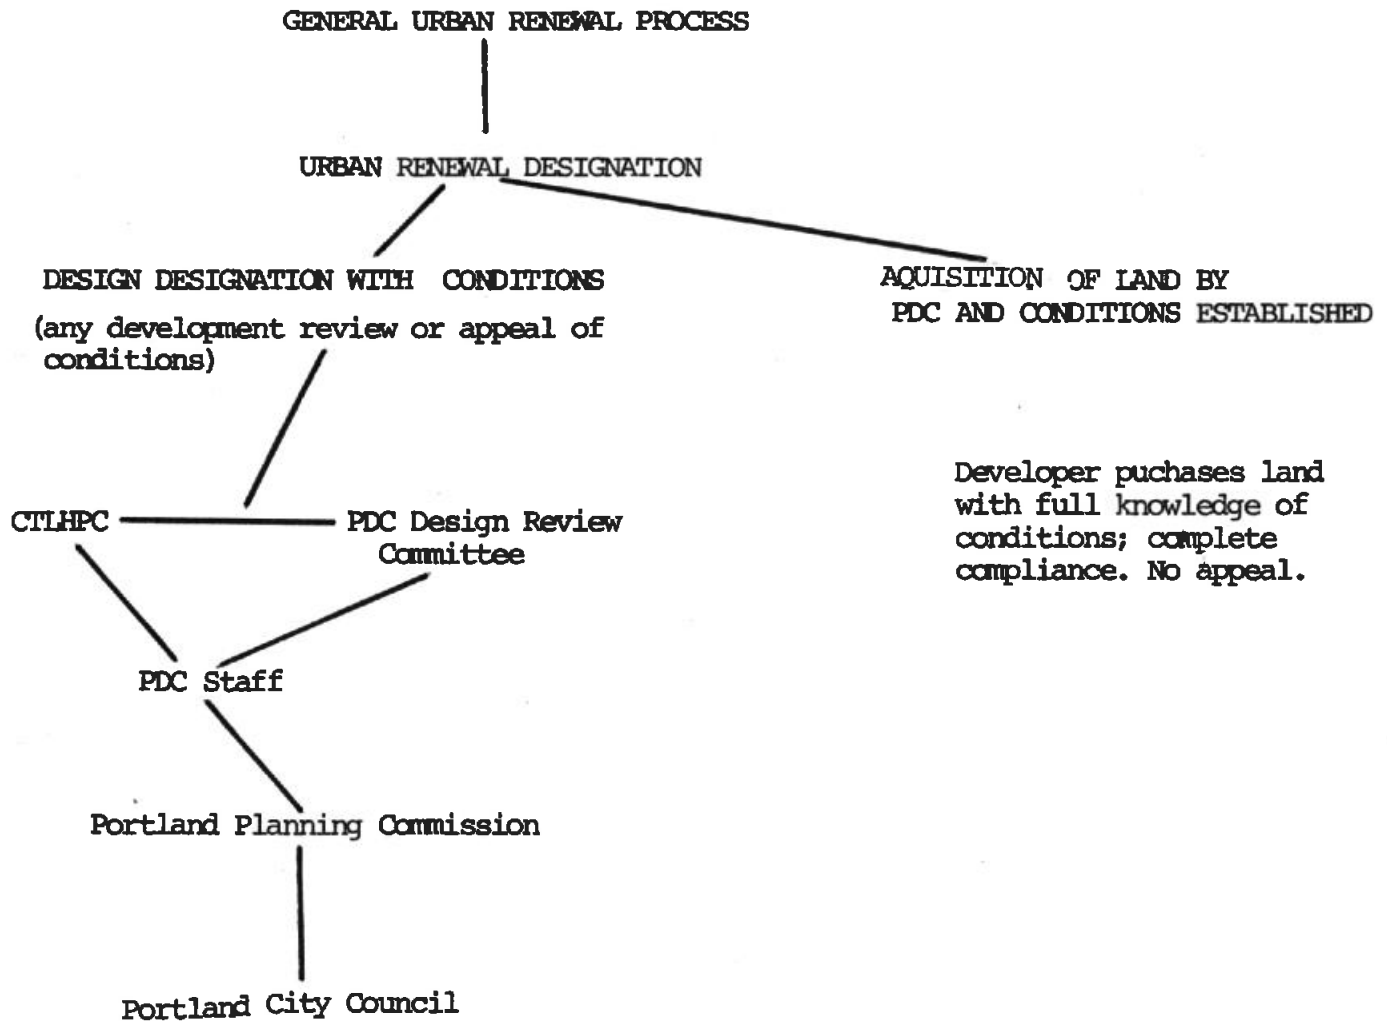 GENERAL URBAN RENEWAL PROCESS
URBAN RENEWAL DESIGNATION
DESIGN DESIGNATION WITH CONDITIONS
(any development review or appeal of
conditions)
AQUISITION OF LAND BY
PDC AND CONDITIONS ESTABLISHED
Developer puchases land
with full knowledge of
conditions; complete
compliance. No appeal.
CTLHPC
PDC Design Review
Committee
PDC Staff
Portland Planning Commission
Portland City Council